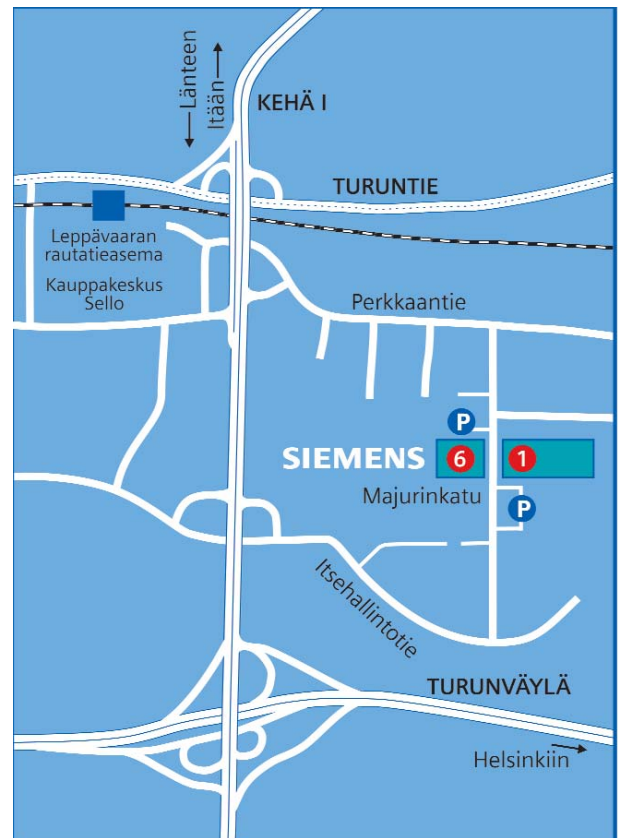 Länteen
Itään
KEHÄ I
TURUNTIE
Leppävaaran
rautatieasema
Kauppakeskus
Sello
Perkkaantie
P
SIEMENS
6
1
Majurinkatu
P
Itsehallintotie
TURUNVÄYLÄ
Helsinkiin